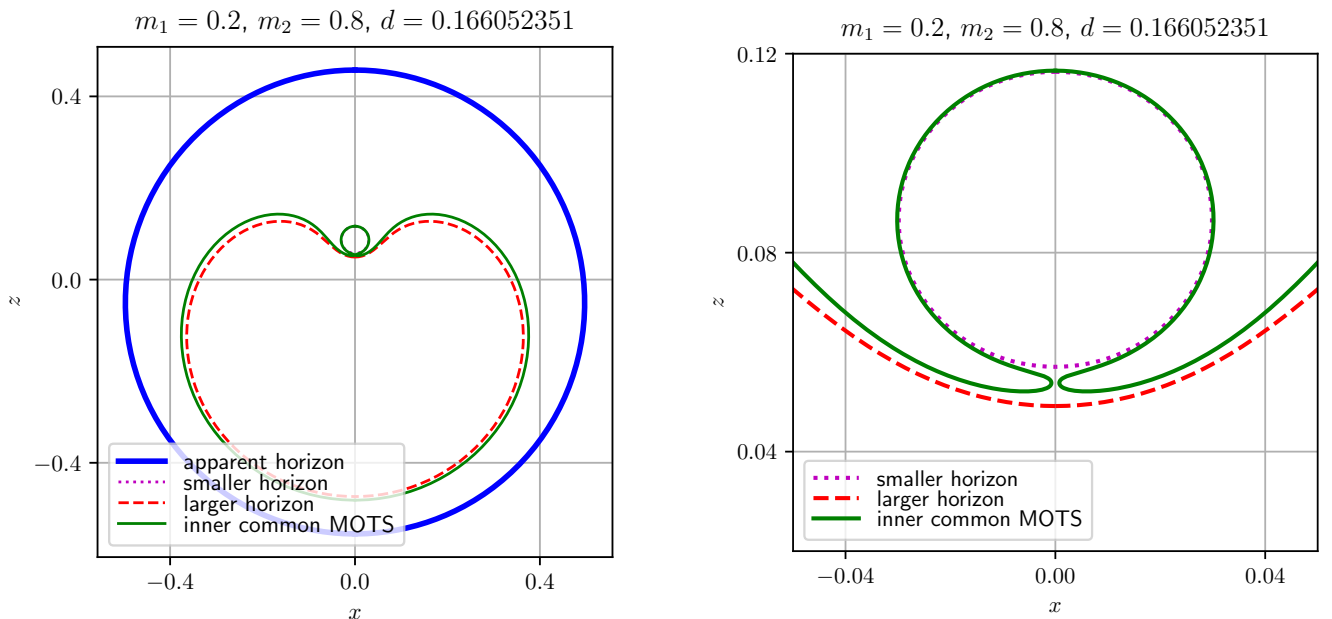 m₁ = 0.2, m₂ = 0.8, d = 0.166052351
0.4
0.0
−0.4
z
apparent horizon
smaller horizon
larger horizon
inner common MOTS
−0.4 0.0 0.4
x
m₁ = 0.2, m₂ = 0.8, d = 0.166052351
0.12
0.08
0.04
z
smaller horizon
larger horizon
inner common MOTS
−0.04 0.00 0.04
x